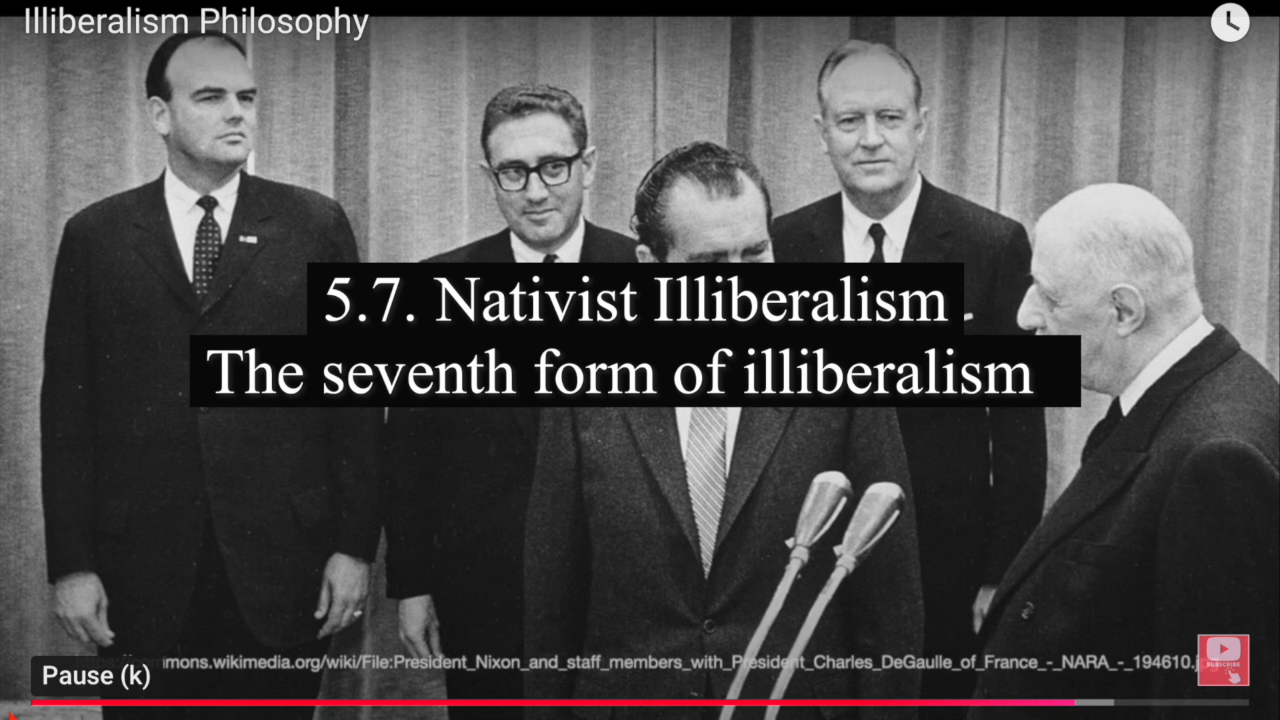 Illiberalism Philosophy
5.7. Nativist Illiberalism
The seventh form of illiberalism
imons.wikimedia.org/wiki/File:President_Nixon_and_staff_members_with_President_Charles_DeGaulle_of_France_-_NARA_-_194610.j
SUBSCRIBE
Pause (k)